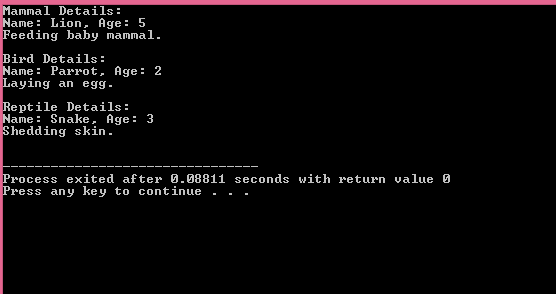 Mammal Details:
Name: Lion, Age: 5
Feeding baby mammal.
Bird Details:
Name: Parrot, Age: 2
Laying an egg.
Reptile Details:
Name: Snake, Age: 3
Shedding skin.
--------------------------------
Process exited after 0.08811 seconds with return value 0
Press any key to continue . . .